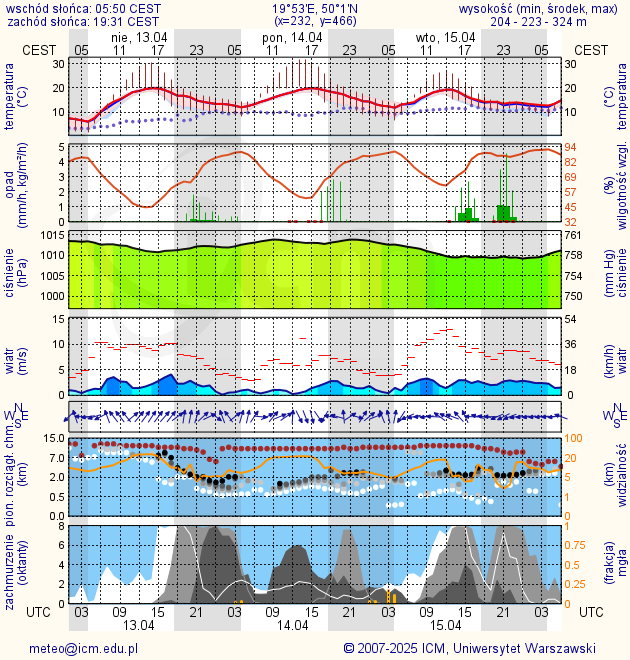 wschód słońca: 05:50 CEST 19°53'E, 50°1'N wysokość (min, środek, max)
zachód słońca: 19:31 CEST (x=232, y=466) 204 - 223 - 324 m
nie, 13.04 pon, 14.04 wto, 15.04
CEST 05 11 17 23 05 11 17 23 05 11 17 23 05 CEST
temperatura (°C) 30 20 10 30 20 10 (°C) temperatura
opad (mm/h, kg/m²/h) 5 4 3 2 1 0 94 82 69 57 44 32 (%) wilgotność wzgl.
ciśnienie (hPa) 1015 1010 1005 1000 761 758 754 750 (mm Hg) ciśnienie
wiatr (m/s) 15 10 5 0 54 36 18 0 (km/h) wiatr
N W E S N W E S
pion. rozciągł. chm. (km) 15.0 7.0 2.0 0.5 0.0 100 20 5 1 0 (km) widzialność
zachmurzenie (oktanty) 8 6 4 2 0 1 0.75 0.5 0.25 0 (frakcja) mgła
UTC 03 09 15 21 03 09 15 21 03 09 15 21 03 UTC
13.04 14.04 15.04
meteo@icm.edu.pl © 2007-2025 ICM, Uniwersytet Warszawski